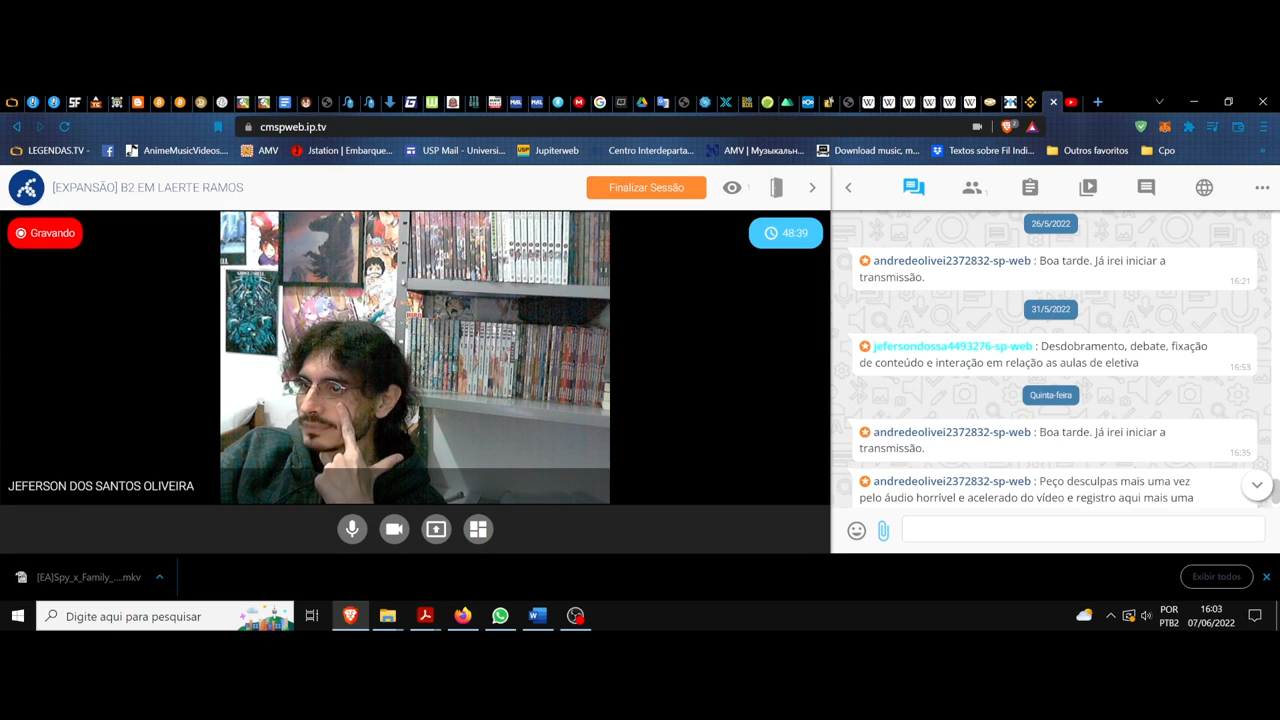 cmspweb.ip.tv
2
LEGENDAS.TV -
AnimeMusicVideos...
AMV
Jstation | Embarque...
USP Mail - Universi...
Jupiterweb
Centro Interdeparta...
AMV | Музыкальн...
Download music, m...
Textos sobre Fil Indi...
Outros favoritos
Cpo
[EXPANSÃO] B2 EM LAERTE RAMOS
Finalizar Sessão
1
1
Gravando
48:39
JEFERSON DOS SANTOS OLIVEIRA
26/5/2022
andredeolivei2372832-sp-web : Boa tarde. Já irei iniciar a
transmissão.
16:21
31/5/2022
jefersondossa4493276-sp-web : Desdobramento, debate, fixação
de conteúdo e interação em relação as aulas de eletiva
16:53
Quinta-feira
andredeolivei2372832-sp-web : Boa tarde. Já irei iniciar a
transmissão.
16:35
andredeolivei2372832-sp-web : Peço desculpas mais uma vez
pelo áudio horrível e acelerado do vídeo e registro aqui mais uma
[EA]Spy_x_Family_....mkv
Exibir todos
Digite aqui para pesquisar
POR
PTB2
16:03
07/06/2022